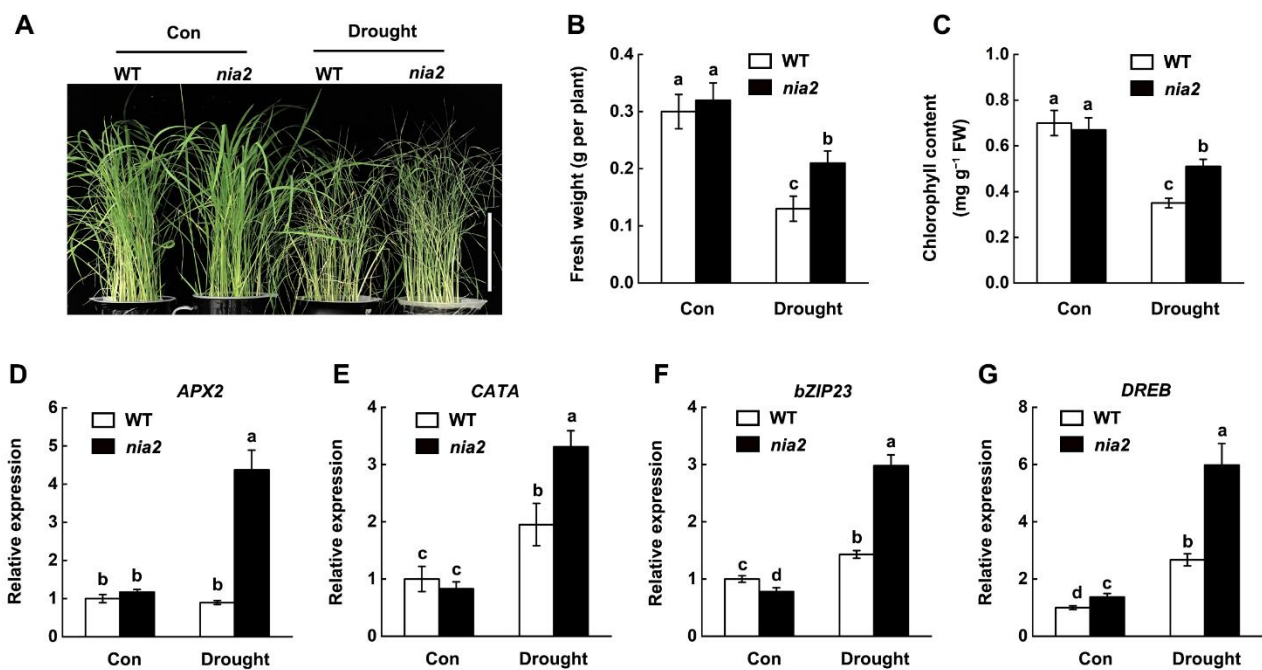 A
Con
Drought
WT
nia2
WT
nia2
B
Fresh weight (g per plant)
0.4
0.3
0.2
0.1
0.0
WT
nia2
a
a
c
b
Con
Drought
C
Chlorophyll content
(mg g⁻¹ FW)
1.0
0.8
0.6
0.4
0.2
0.0
WT
nia2
a
a
c
b
Con
Drought
D
APX2
Relative expression
6
5
4
3
2
1
0
WT
nia2
b
b
b
a
Con
Drought
E
CATA
Relative expression
4
3
2
1
0
WT
nia2
c
c
b
a
Con
Drought
F
bZIP23
Relative expression
4
3
2
1
0
WT
nia2
c
d
b
a
Con
Drought
G
DREB
Relative expression
8
6
4
2
0
WT
nia2
d
c
b
a
Con
Drought